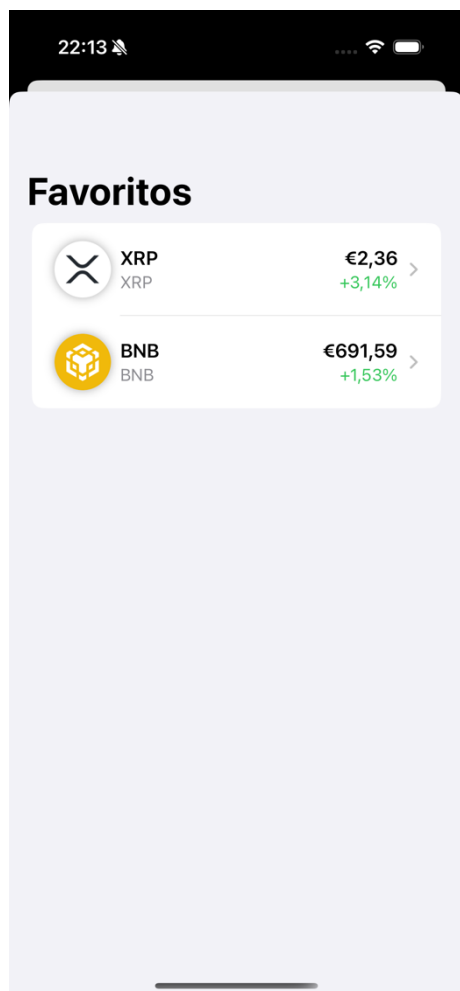 22:13
Favoritos
XRP €2,36
XRP +3,14%
BNB €691,59
BNB +1,53%